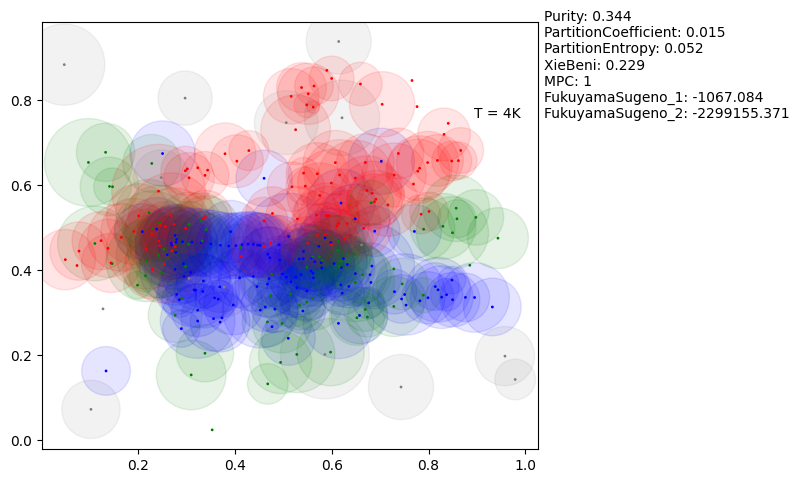 Purity: 0.344
PartitionCoefficient: 0.015
PartitionEntropy: 0.052
XieBeni: 0.229
MPC: 1
FukuyamaSugeno_1: -1067.084
FukuyamaSugeno_2: -2299155.371
T = 4K
0.8
0.6
0.4
0.2
0.0
0.2 0.4 0.6 0.8 1.0